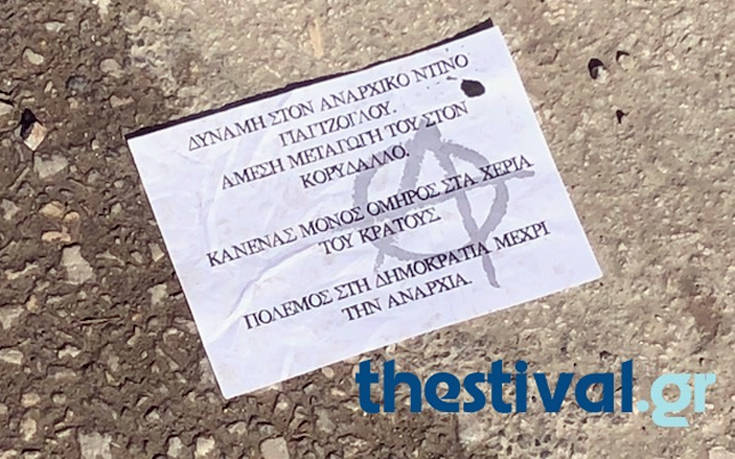 ΔΥΝΑΜΗ ΣΤΟΝ ΑΝΑΡΧΙΚΟ ΝΤΙΝΟ
ΓΙΑΓΤΖΟΓΛΟΥ.
ΑΜΕΣΗ ΜΕΤΑΓΩΓΗ ΤΟΥ ΣΤΟΝ
ΚΟΡΥΔΑΛΛΟ.
ΚΑΝΕΝΑΣ ΜΟΝΟΣ ΟΜΗΡΟΣ ΣΤΑ ΧΕΡΙΑ
ΤΟΥ ΚΡΑΤΟΥΣ
ΠΟΛΕΜΟΣ ΣΤΗ ΔΗΜΟΚΡΑΤΙΑ ΜΕΧΡΙ
ΤΗΝ ΑΝΑΡΧΙΑ.
thestival.gr